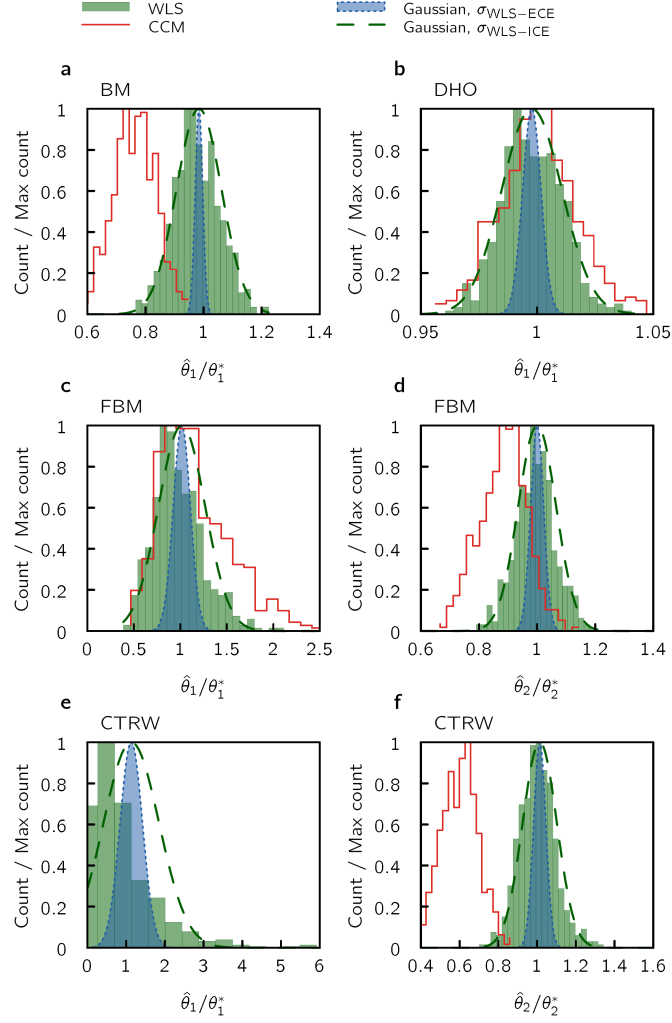 WLS
CCM
Gaussian, σWLS−ECE
Gaussian, σWLS−ICE
a
BM
Count / Max count
1
0.8
0.6
0.4
0.2
0
0.6 0.8 1 1.2 1.4
θ̂1/θ1*
b
DHO
Count / Max count
1
0.8
0.6
0.4
0.2
0
0.95 1 1.05
θ̂1/θ1*
c
FBM
Count / Max count
1
0.8
0.6
0.4
0.2
0
0 0.5 1 1.5 2 2.5
θ̂1/θ1*
d
FBM
Count / Max count
1
0.8
0.6
0.4
0.2
0
0.6 0.8 1 1.2 1.4
θ̂2/θ2*
e
CTRW
Count / Max count
1
0.8
0.6
0.4
0.2
0
0 1 2 3 4 5 6
θ̂1/θ1*
f
CTRW
Count / Max count
1
0.8
0.6
0.4
0.2
0
0.4 0.6 0.8 1 1.2 1.4 1.6
θ̂2/θ2*